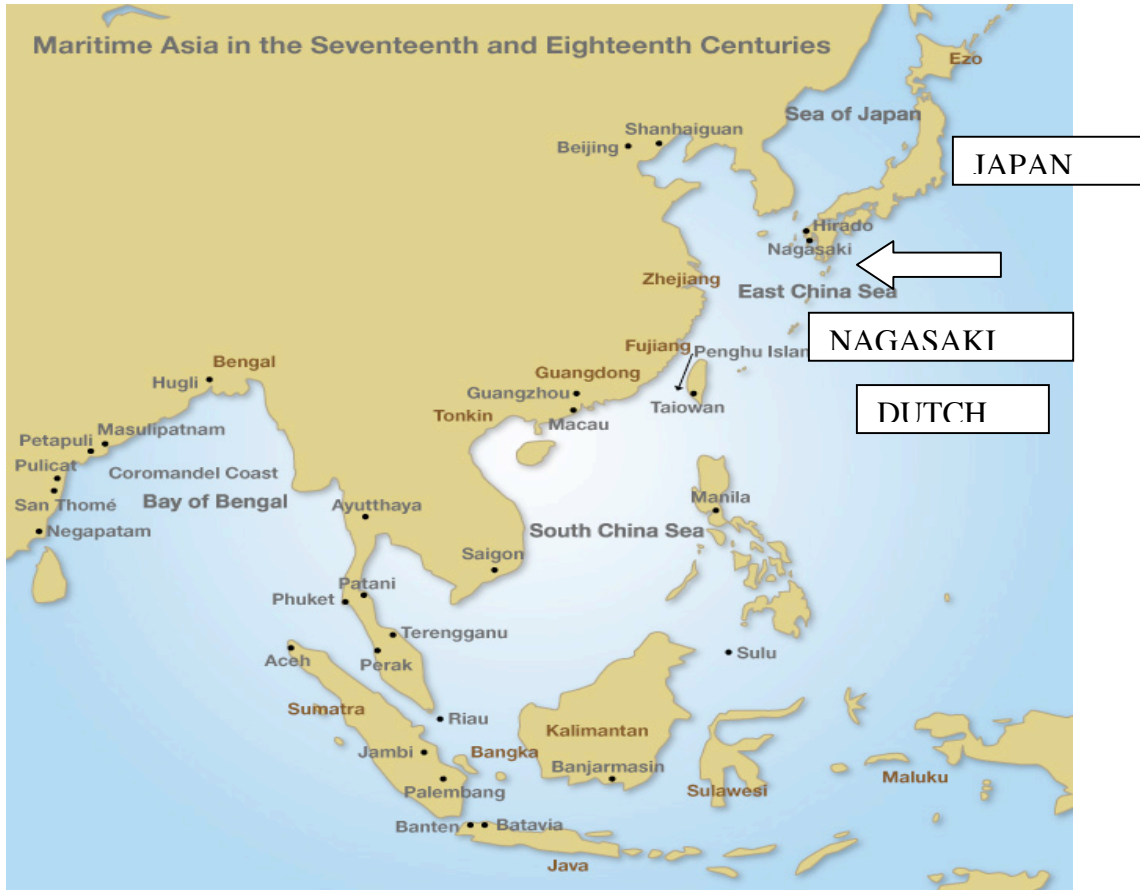 Maritime Asia in the Seventeenth and Eighteenth Centuries
Ezo
Sea of Japan
Shanhaiguan
Beijing
JAPAN
Hirado
Nagasaki
Zhejiang
East China Sea
NAGASAKI
Fujiang
Penghu Islan
Bengal
Hugli
Guangdong
Guangzhou
Taiowan
DUTCH
Tonkin
Macau
Masulipatnam
Petapuli
Pulicat
Coromandel Coast
San Thomé
Bay of Bengal
Ayutthaya
Manila
Negapatam
South China Sea
Saigon
Patani
Phuket
Terengganu
Aceh
Perak
Sulu
Sumatra
Riau
Kalimantan
Jambi
Bangka
Banjarmasin
Maluku
Palembang
Sulawesi
Banten
Batavia
Java